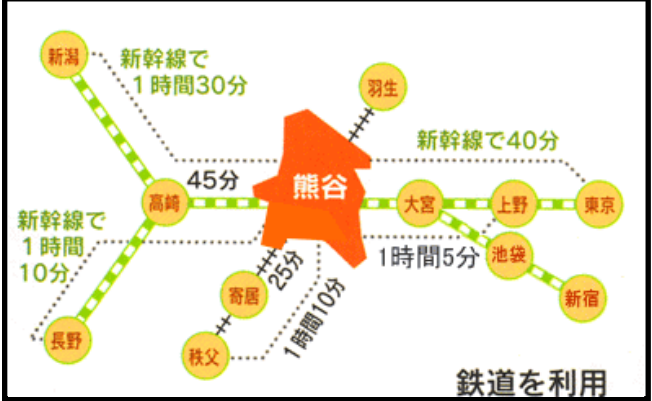 新潟
新幹線で
1時間30分
羽生
新幹線で40分
45分
熊谷
高崎
大宮
上野
東京
新幹線で
1時間
10分
1時間5分
池袋
25分
寄居
1時間10分
新宿
長野
秩父
鉄道を利用